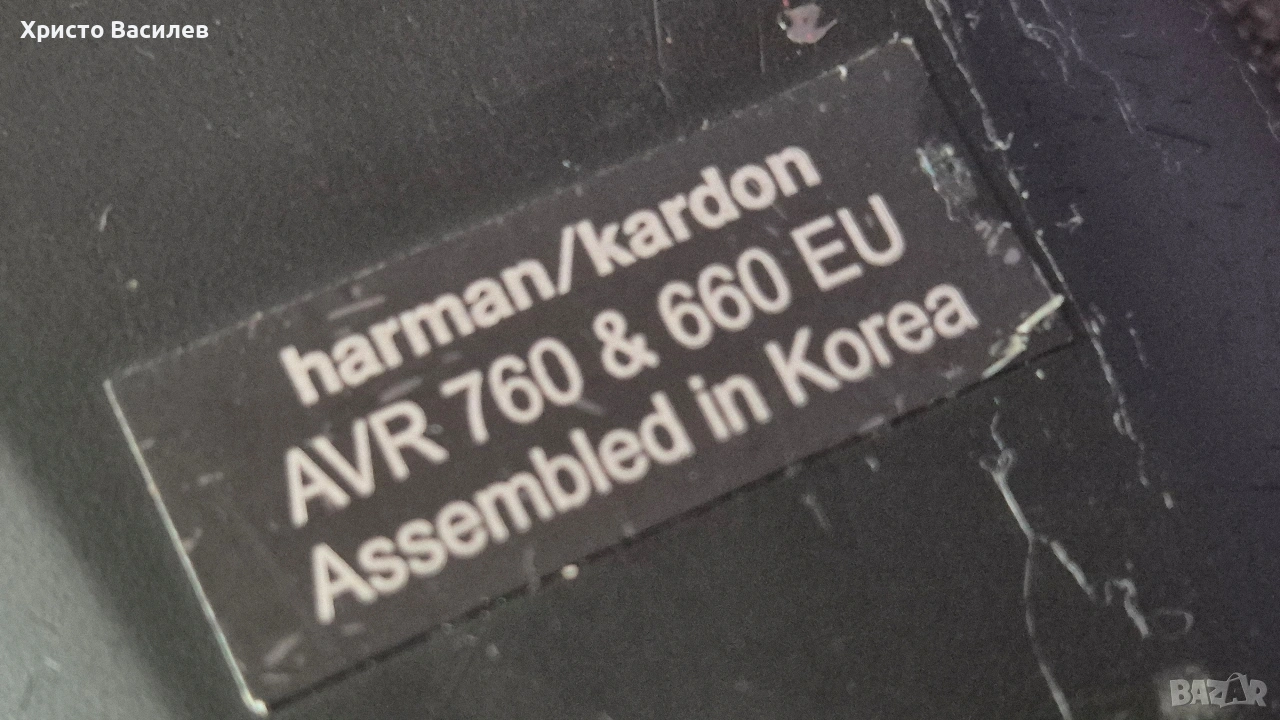 Христо Василев
harman/kardon
AVR 760 & 660 EU
Assembled in Korea
BAZAR